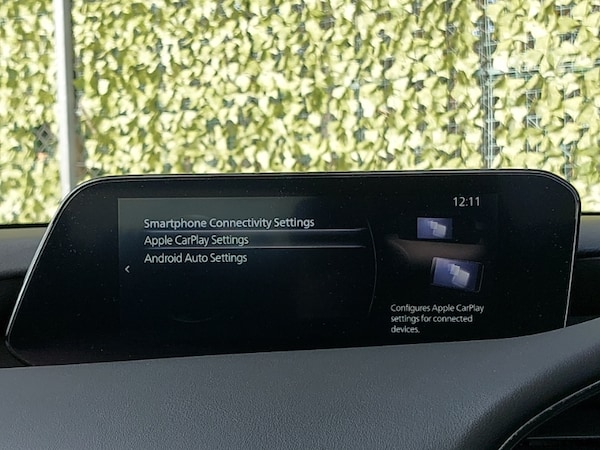 12:11
Smartphone Connectivity Settings
Apple CarPlay Settings
Android Auto Settings
Configures Apple CarPlay
settings for connected
devices.